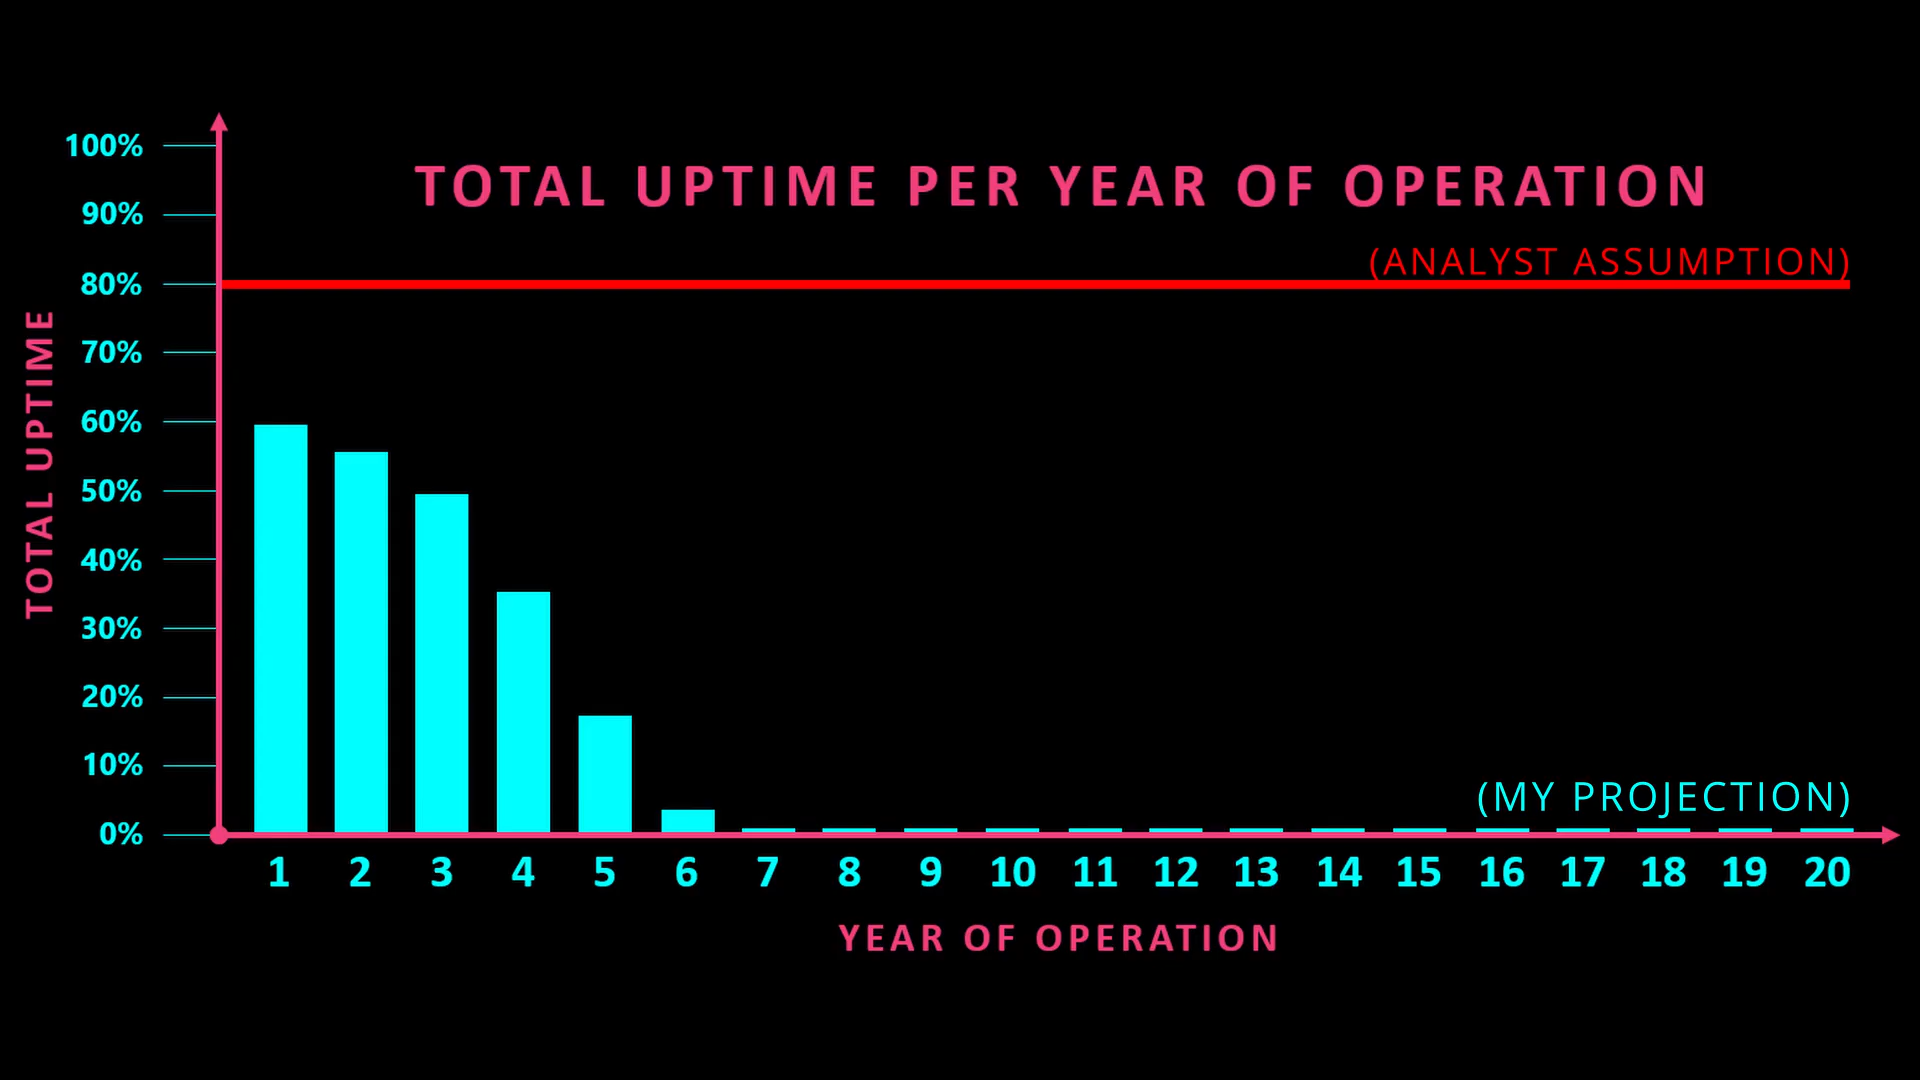 TOTAL UPTIME PER YEAR OF OPERATION
(ANALYST ASSUMPTION)
TOTAL UPTIME
100%
90%
80%
70%
60%
50%
40%
30%
20%
10%
0%
(MY PROJECTION)
1 2 3 4 5 6 7 8 9 10 11 12 13 14 15 16 17 18 19 20
YEAR OF OPERATION